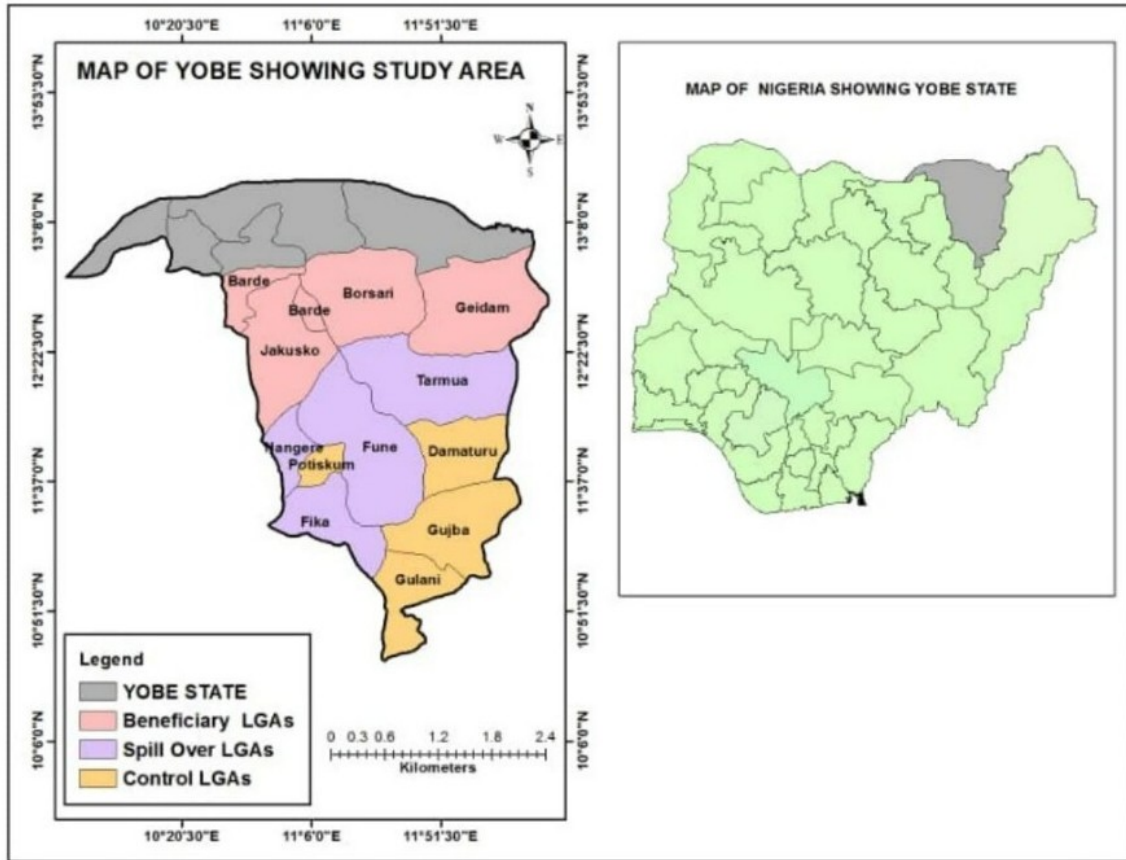 10°20'30"E 11°6'0"E 11°51'30"E
MAP OF YOBE SHOWING STUDY AREA
N
W E
S
13°53'30"N
13°8'0"N
12°22'30"N
11°37'0"N
10°51'30"N
10°6'0"N
Barde
Barde
Borsari
Geidam
Jakusko
Tarmua
Nangere
Potiskum
Fune
Damaturu
Fika
Gujba
Gulani
Legend
YOBE STATE
Beneficiary LGAs
Spill Over LGAs
Control LGAs
0 0.3 0.6 1.2 1.8 2.4
Kilometers
13°53'30"N
13°8'0"N
12°22'30"N
11°37'0"N
10°51'30"N
10°6'0"N
10°20'30"E 11°6'0"E 11°51'30"E
MAP OF NIGERIA SHOWING YOBE STATE